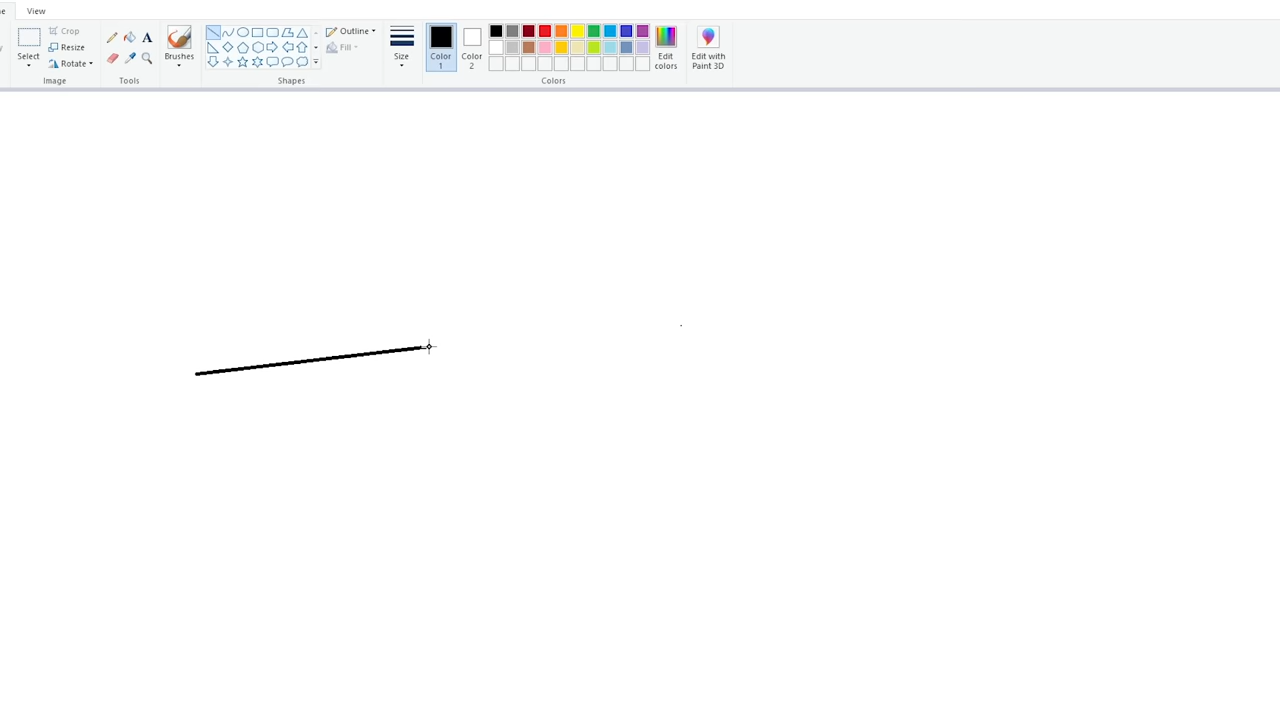 View
Crop
Resize
Rotate
Select
Image
Tools
A
Brushes
Shapes
Outline
Fill
Size
Color 1
Color 2
Edit colors
Edit with Paint 3D
Colors